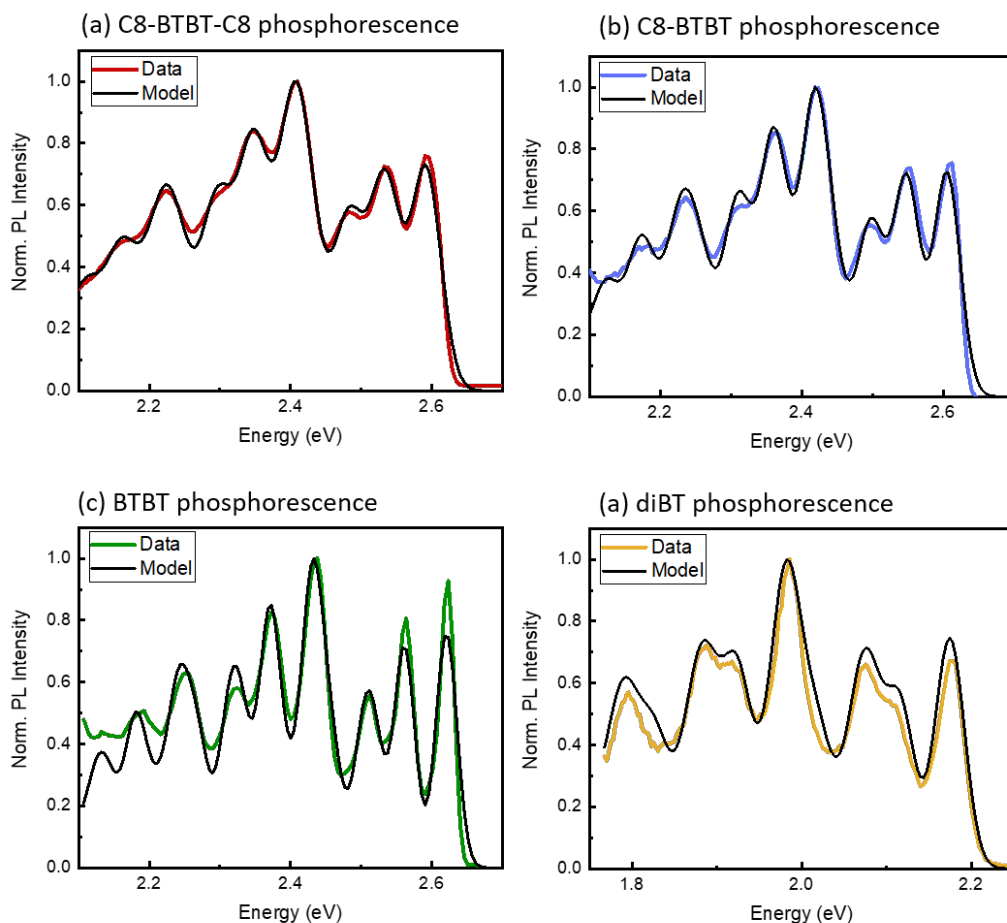 (a) C8-BTBT-C8 phosphorescence
Data
Model
1.0
0.8
0.6
0.4
0.2
0.0
Norm. PL Intensity
2.2 2.4 2.6
Energy (eV)
(b) C8-BTBT phosphorescence
Data
Model
1.0
0.8
0.6
0.4
0.2
0.0
Norm. PL Intensity
2.2 2.4 2.6
Energy (eV)
(c) BTBT phosphorescence
Data
Model
1.0
0.8
0.6
0.4
0.2
0.0
Norm. PL Intensity
2.2 2.4 2.6
Energy (eV)
(a) diBT phosphorescence
Data
Model
1.0
0.8
0.6
0.4
0.2
0.0
Norm. PL Intensity
1.8 2.0 2.2
Energy (eV)